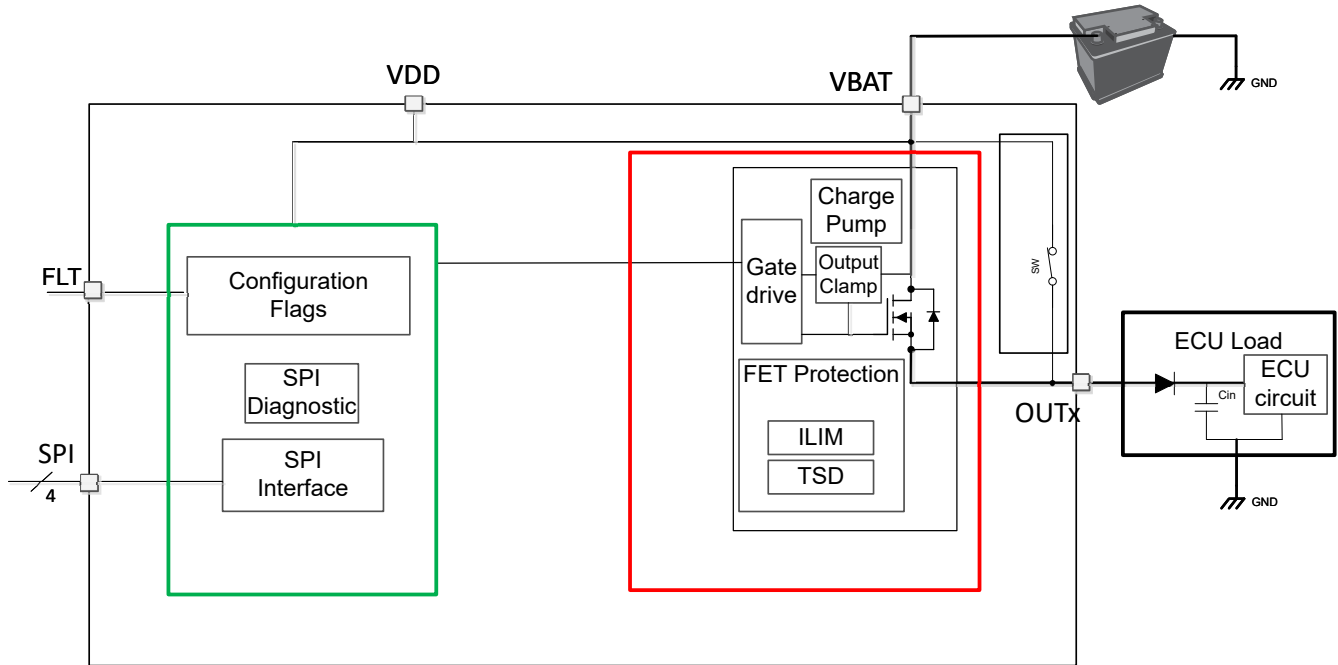 VDD
VBAT
GND
Charge
Pump
Configuration
Flags
FLT
Gate
drive
Output
Clamp
SW
SPI
Diagnostic
FET Protection
ECU Load
ECU
circuit
Cin
OUTx
ILIM
TSD
SPI
4
SPI
Interface
GND